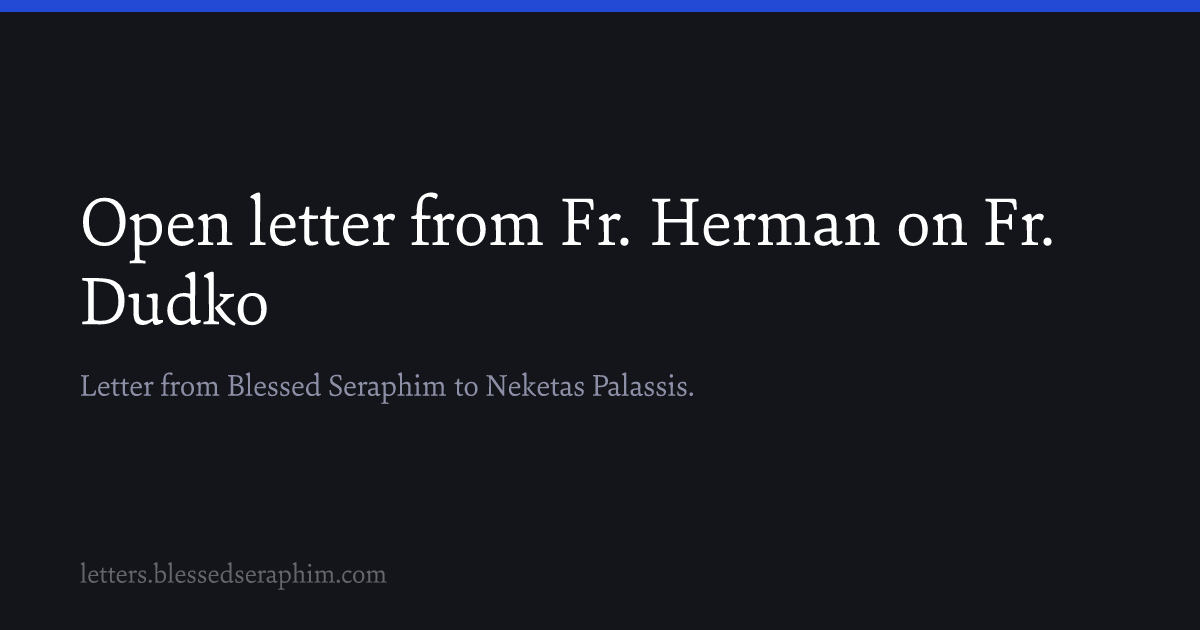 Open letter from Fr. Herman on Fr.
Dudko
Letter from Blessed Seraphim to Neketas Palassis.
letters.blessedseraphim.com